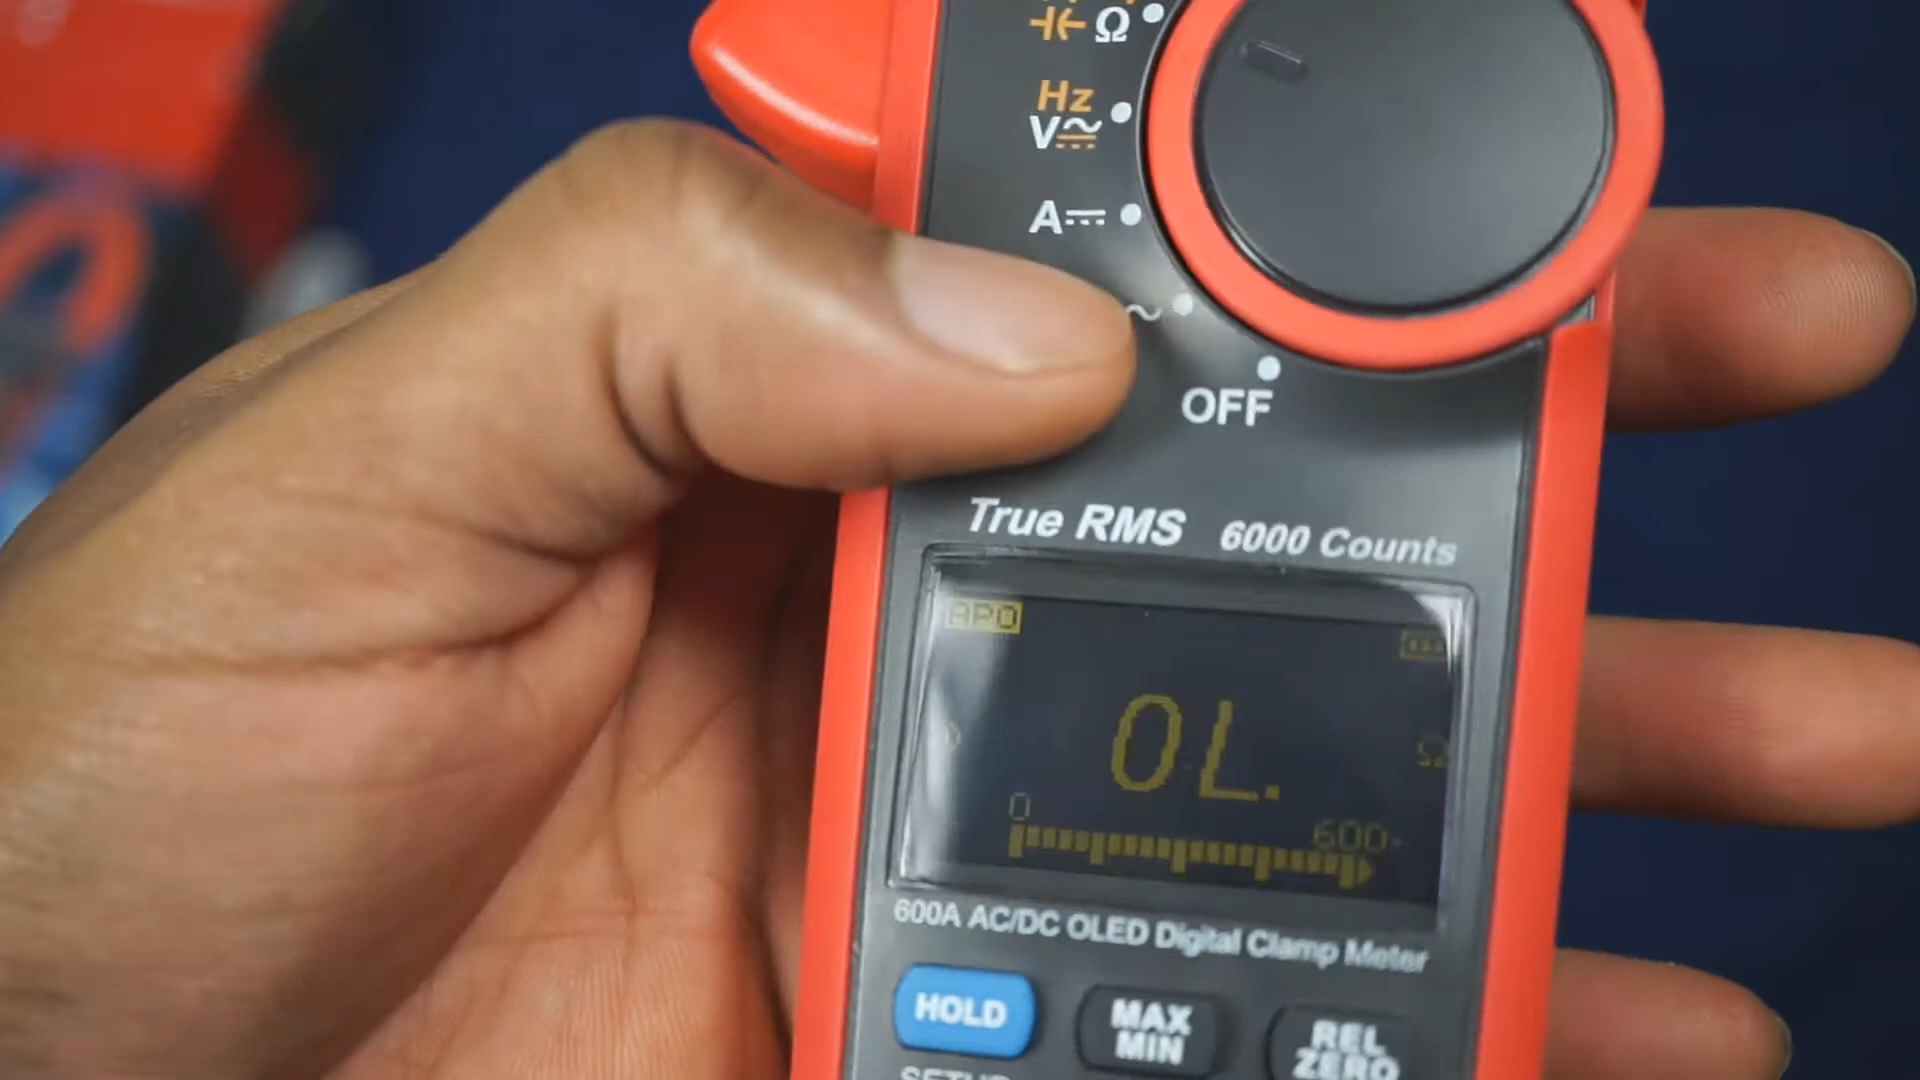 Ω
Hz
V
A
OFF
True RMS 6000 Counts
APO
OL.
Ω
0
600
600A AC/DC OLED Digital Clamp Meter
HOLD
MAX
MIN
REL
ZERO
SETUP